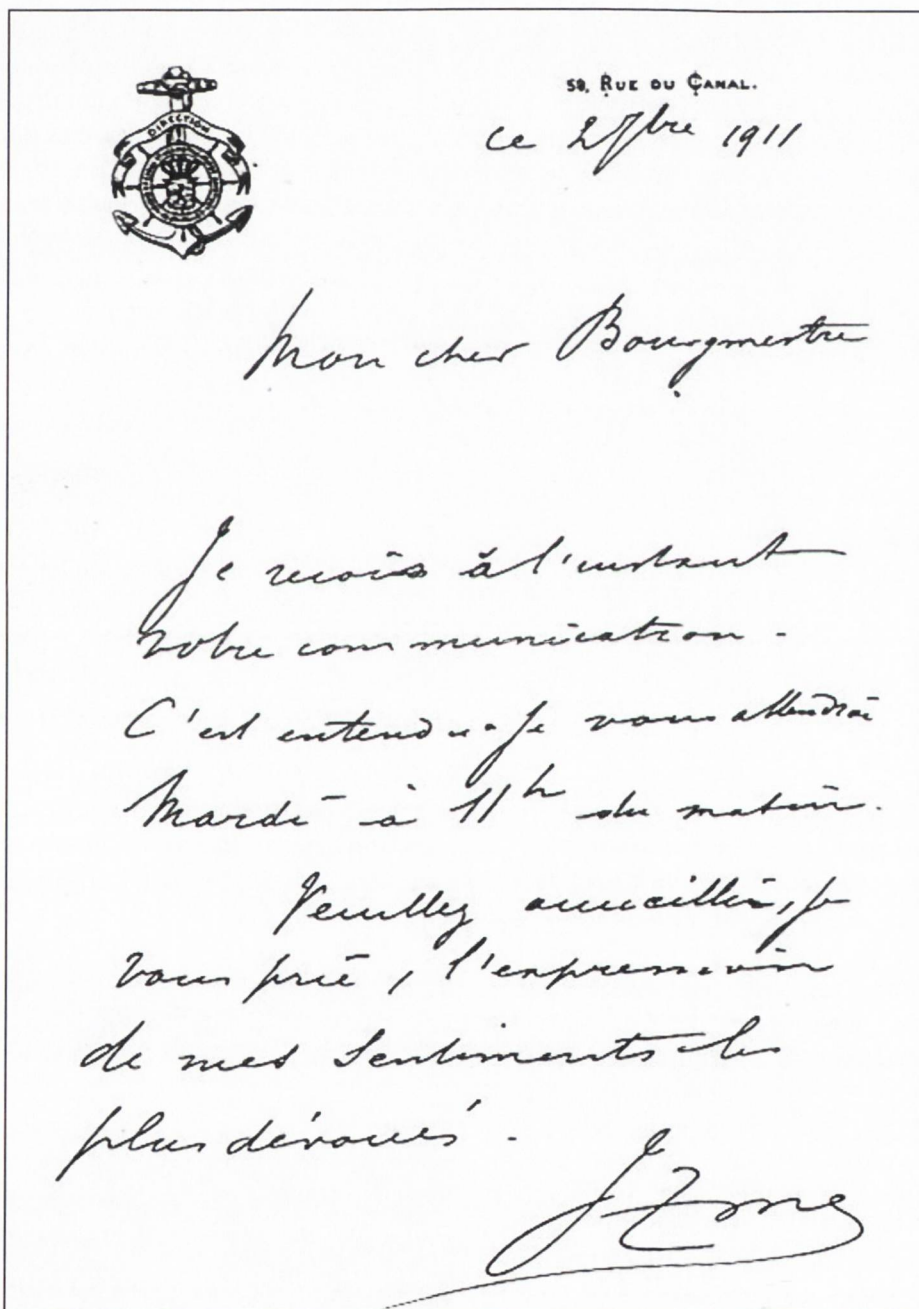 DIRECTION
59, RUE DU CANAL.
ce 2 7bre 1911
Mon cher Bourgmestre
Je reçois à l'instant
votre communication.
C'est entendu. Je vous attendrai
Mardi à 11h du matin.
Veuillez accueillir, je
vous prie, l'expression
de mes sentiments les
plus dévoués.